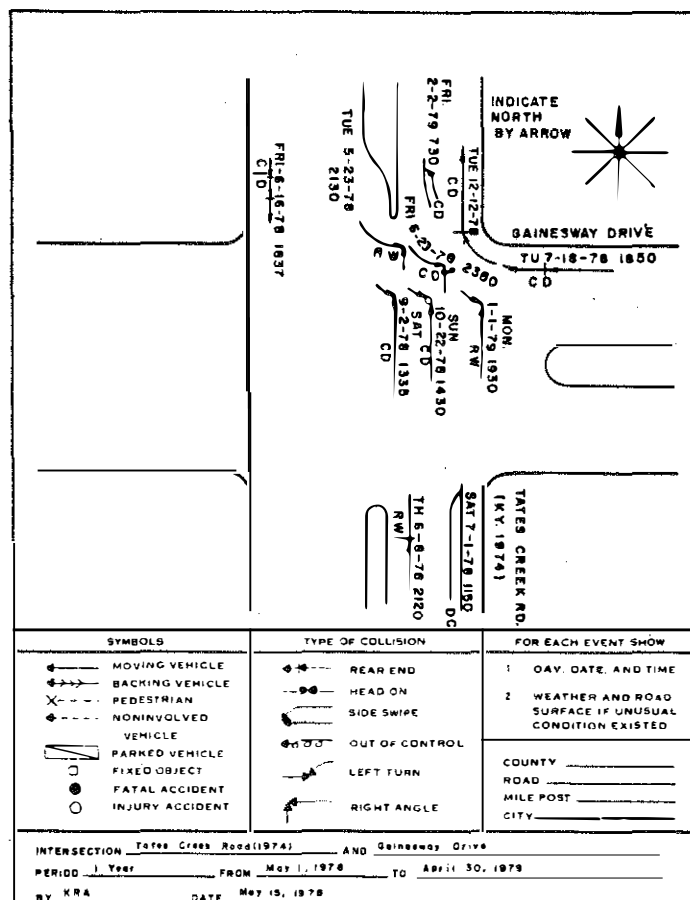 INDICATE
NORTH
BY ARROW
FRI.
2-2-79 730
CD
TUE 12-12-78
CD
TUE 5-23-78
2130
RW
FRI-6-16-78 1837
CD
FRI 6-23-78 2350
CD
GAINESWAY DRIVE
TU 7-18-78 1850
CD
SAT
9-2-78 1335
CD
SUN
10-22-78 1430
CD
MON.
1-1-79 1930
RW
TH 6-8-78 2120
RW
SAT 7-1-78 1150
DC
TATES CREEK RD.
(KY. 1974)
SYMBOLS
MOVING VEHICLE
BACKING VEHICLE
PEDESTRIAN
NONINVOLVED
VEHICLE
PARKED VEHICLE
FIXED OBJECT
FATAL ACCIDENT
INJURY ACCIDENT
TYPE OF COLLISION
REAR END
HEAD ON
SIDE SWIPE
OUT OF CONTROL
LEFT TURN
RIGHT ANGLE
FOR EACH EVENT SHOW
1 DAY, DATE, AND TIME
2 WEATHER AND ROAD
SURFACE IF UNUSUAL
CONDITION EXISTED
COUNTY
ROAD
MILE POST
CITY
INTERSECTION Tates Creek Road(1974) AND Gainesway Drive
PERIOD 1 Year FROM May 1, 1978 TO April 30, 1979
BY KRA DATE May 15, 1978